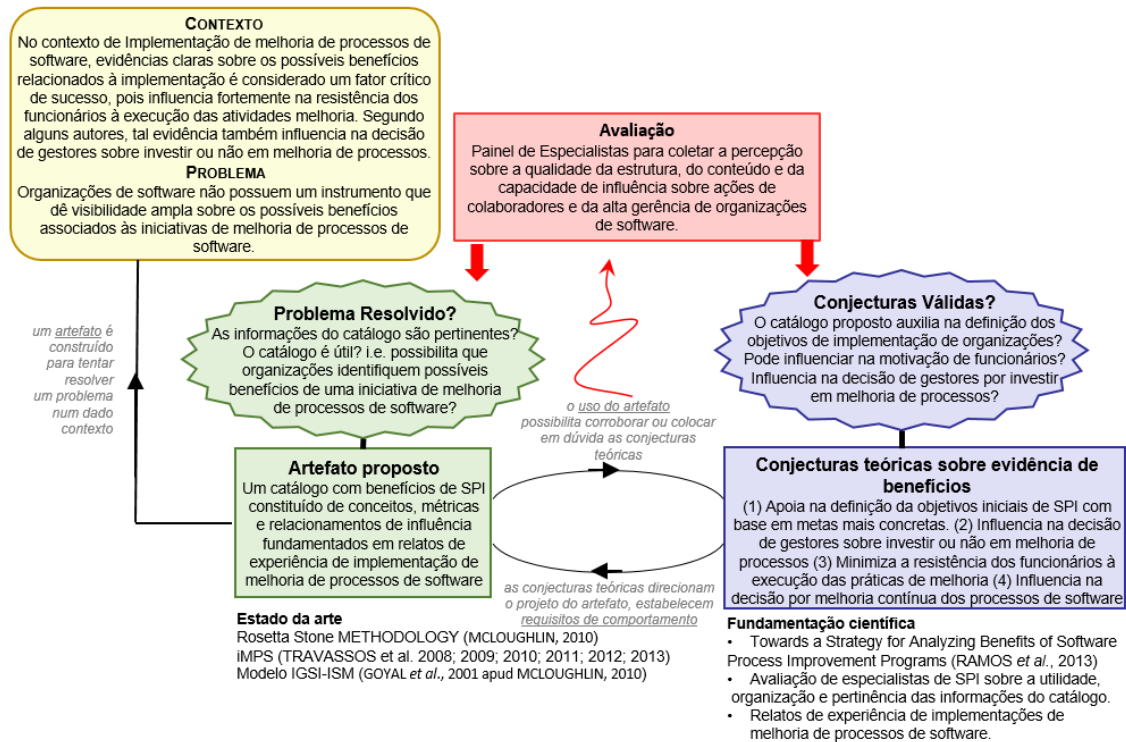 CONTEXTO
No contexto de Implementação de melhoria de processos de
software, evidências claras sobre os possíveis benefícios
relacionados à implementação é considerado um fator crítico
de sucesso, pois influencia fortemente na resistência dos
funcionários à execução das atividades melhoria. Segundo
alguns autores, tal evidência também influencia na decisão
de gestores sobre investir ou não em melhoria de processos.
PROBLEMA
Organizações de software não possuem um instrumento que
dê visibilidade ampla sobre os possíveis benefícios
associados às iniciativas de melhoria de processos de
software.
Avaliação
Painel de Especialistas para coletar a percepção
sobre a qualidade da estrutura, do conteúdo e da
capacidade de influência sobre ações de
colaboradores e da alta gerência de organizações
de software.
um artefato é
construído
para tentar
resolver
um problema
num dado
contexto
Problema Resolvido?
As informações do catálogo são pertinentes?
O catálogo é útil? i.e. possibilita que
organizações identifiquem possíveis
benefícios de uma iniciativa de melhoria
de processos de software?
Conjecturas Válidas?
O catálogo proposto auxilia na definição dos
objetivos de implementação de organizações?
Pode influenciar na motivação de funcionários?
Influencia na decisão de gestores por investir
em melhoria de processos?
o uso do artefato
possibilita corroborar ou colocar
em dúvida as conjecturas
teóricas
Artefato proposto
Um catálogo com benefícios de SPI
constituído de conceitos, métricas
e relacionamentos de influência
fundamentados em relatos de
experiência de implementação de
melhoria de processos de software
Conjecturas teóricas sobre evidência de
benefícios
(1) Apoia na definição da objetivos iniciais de SPI com
base em metas mais concretas. (2) Influencia na decisão
de gestores sobre investir ou não em melhoria de
processos (3) Minimiza a resistência dos funcionários à
execução das práticas de melhoria (4) Influencia na
decisão por melhoria contínua dos processos de software
as conjecturas teóricas direcionam
o projeto do artefato, estabelecem
requisitos de comportamento
Estado da arte
Rosetta Stone METHODOLOGY (MCLOUGHLIN, 2010)
iMPS (TRAVASSOS et al. 2008; 2009; 2010; 2011; 2012; 2013)
Modelo IGSI-ISM (GOYAL et al., 2001 apud MCLOUGHLIN, 2010)
Fundamentação científica
• Towards a Strategy for Analyzing Benefits of Software
Process Improvement Programs (RAMOS et al., 2013)
• Avaliação de especialistas de SPI sobre a utilidade,
organização e pertinência das informações do catálogo.
• Relatos de experiência de implementações de
melhoria de processos de software.